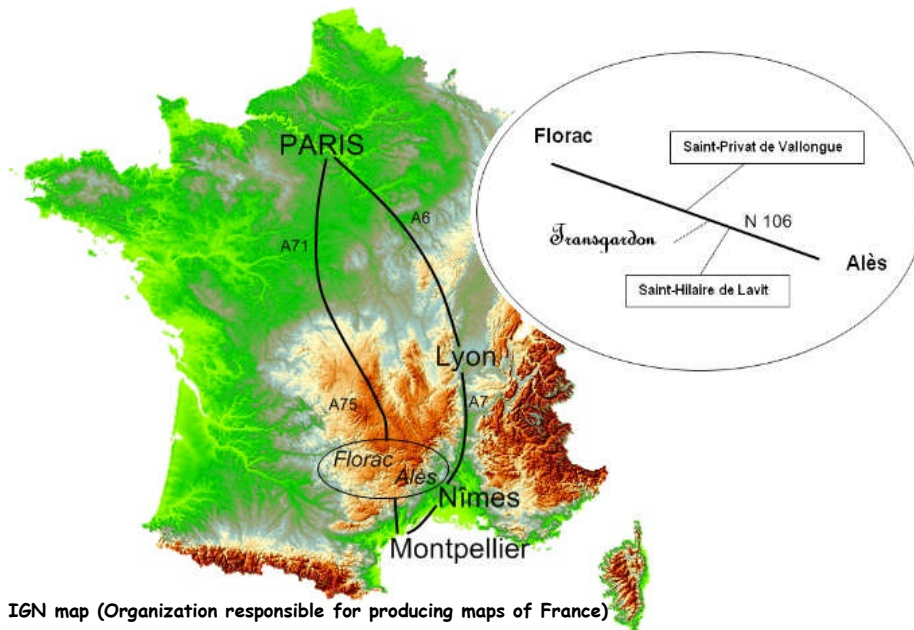 PARIS
A6
A71
Lyon
A75
A7
Florac
Alès
Nîmes
Montpellier
Florac
Saint-Privat de Vallongue
N 106
Transgardon
Alès
Saint-Hilaire de Lavit
IGN map (Organization responsible for producing maps of France)